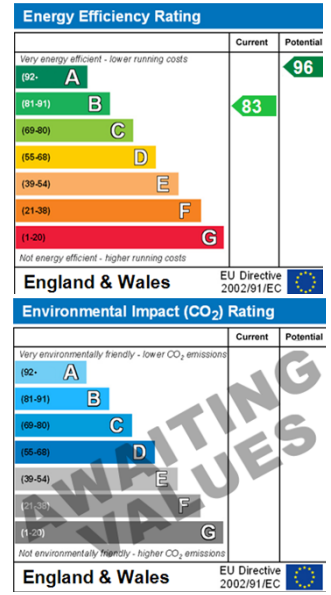 Energy Efficiency Rating
Current Potential
Very energy efficient - lower running costs
(92- A 96
(81-91) B 83
(69-80) C
(55-68) D
(39-54) E
(21-38) F
(1-20) G
Not energy efficient - higher running costs
England & Wales EU Directive 2002/91/EC
Environmental Impact (CO₂) Rating
Current Potential
Very environmentally friendly - lower CO₂ emissions
(92- A
(81-91) B
(69-80) C
(55-68) D
(39-54) E
(21-38) F
(1-20) G
AWAITING
VALUES
Not environmentally friendly - higher CO₂ emissions
England & Wales EU Directive 2002/91/EC